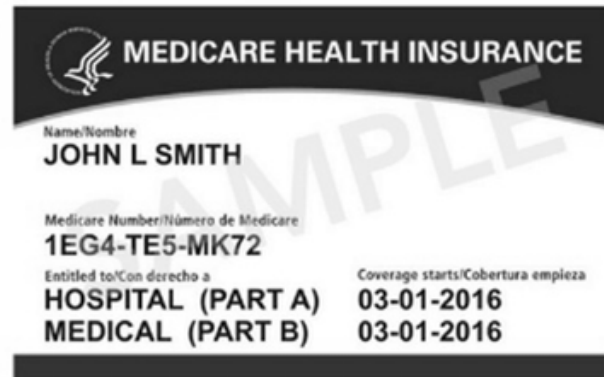 MEDICARE HEALTH INSURANCE
Name/Nombre
JOHN L SMITH
Medicare Number/Número de Medicare
1EG4-TE5-MK72
Entitled to/Con derecho a Coverage starts/Cobertura empieza
HOSPITAL (PART A) 03-01-2016
MEDICAL (PART B) 03-01-2016
SAMPLE